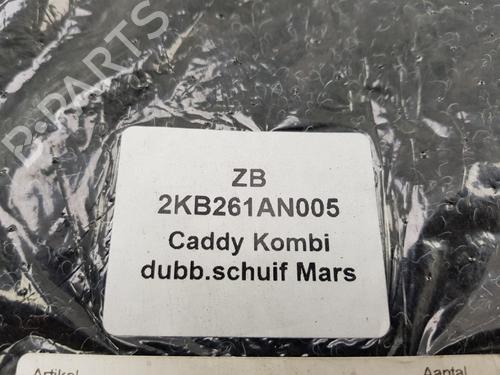 B-PARTS
ZB
2KB261AN005
Caddy Kombi
dubb.schuif Mars
Artikel
Aantal